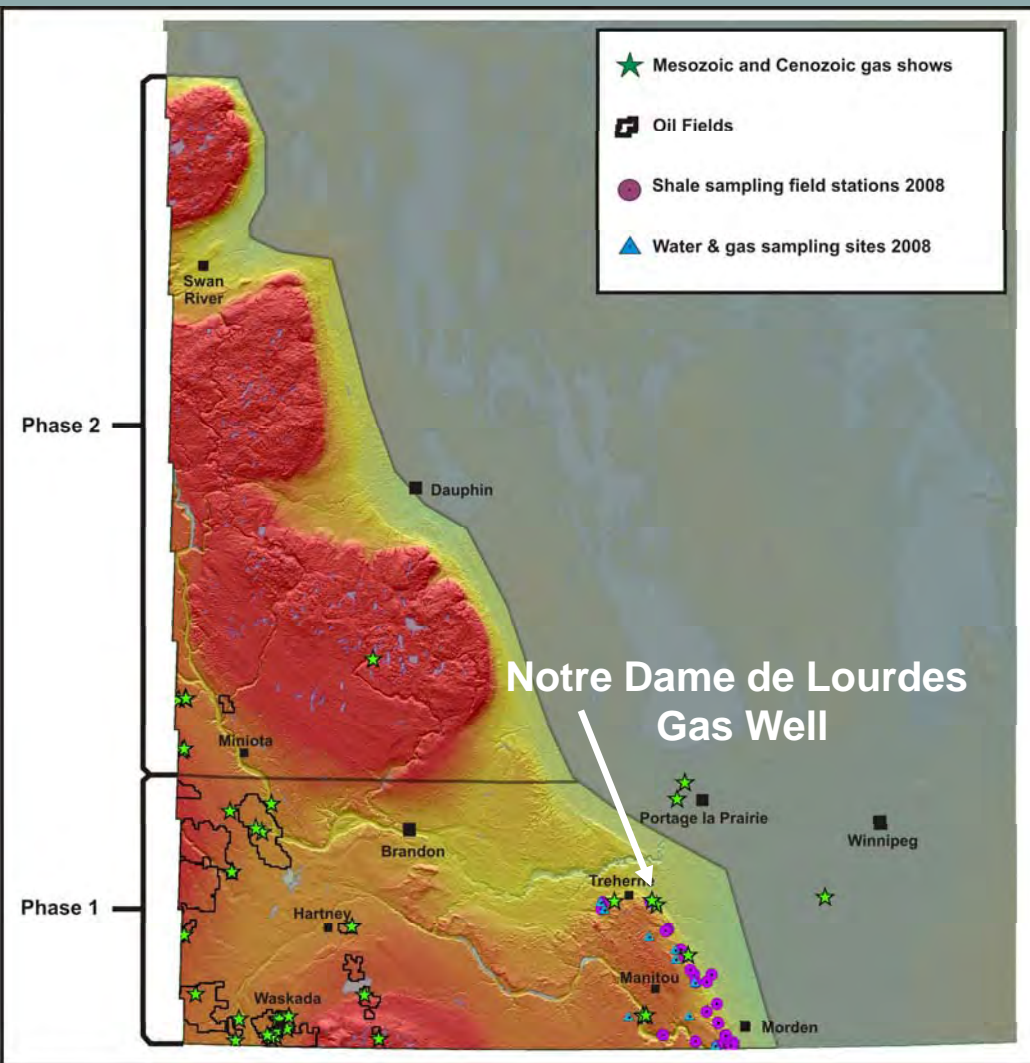 Mesozoic and Cenozoic gas shows
Oil Fields
Shale sampling field stations 2008
Water & gas sampling sites 2008
Swan
River
Phase 2
Dauphin
Notre Dame de Lourdes
Gas Well
Miniota
Portage la Prairie
Winnipeg
Brandon
Treherne
Phase 1
Hartney
Manitou
Waskada
Morden